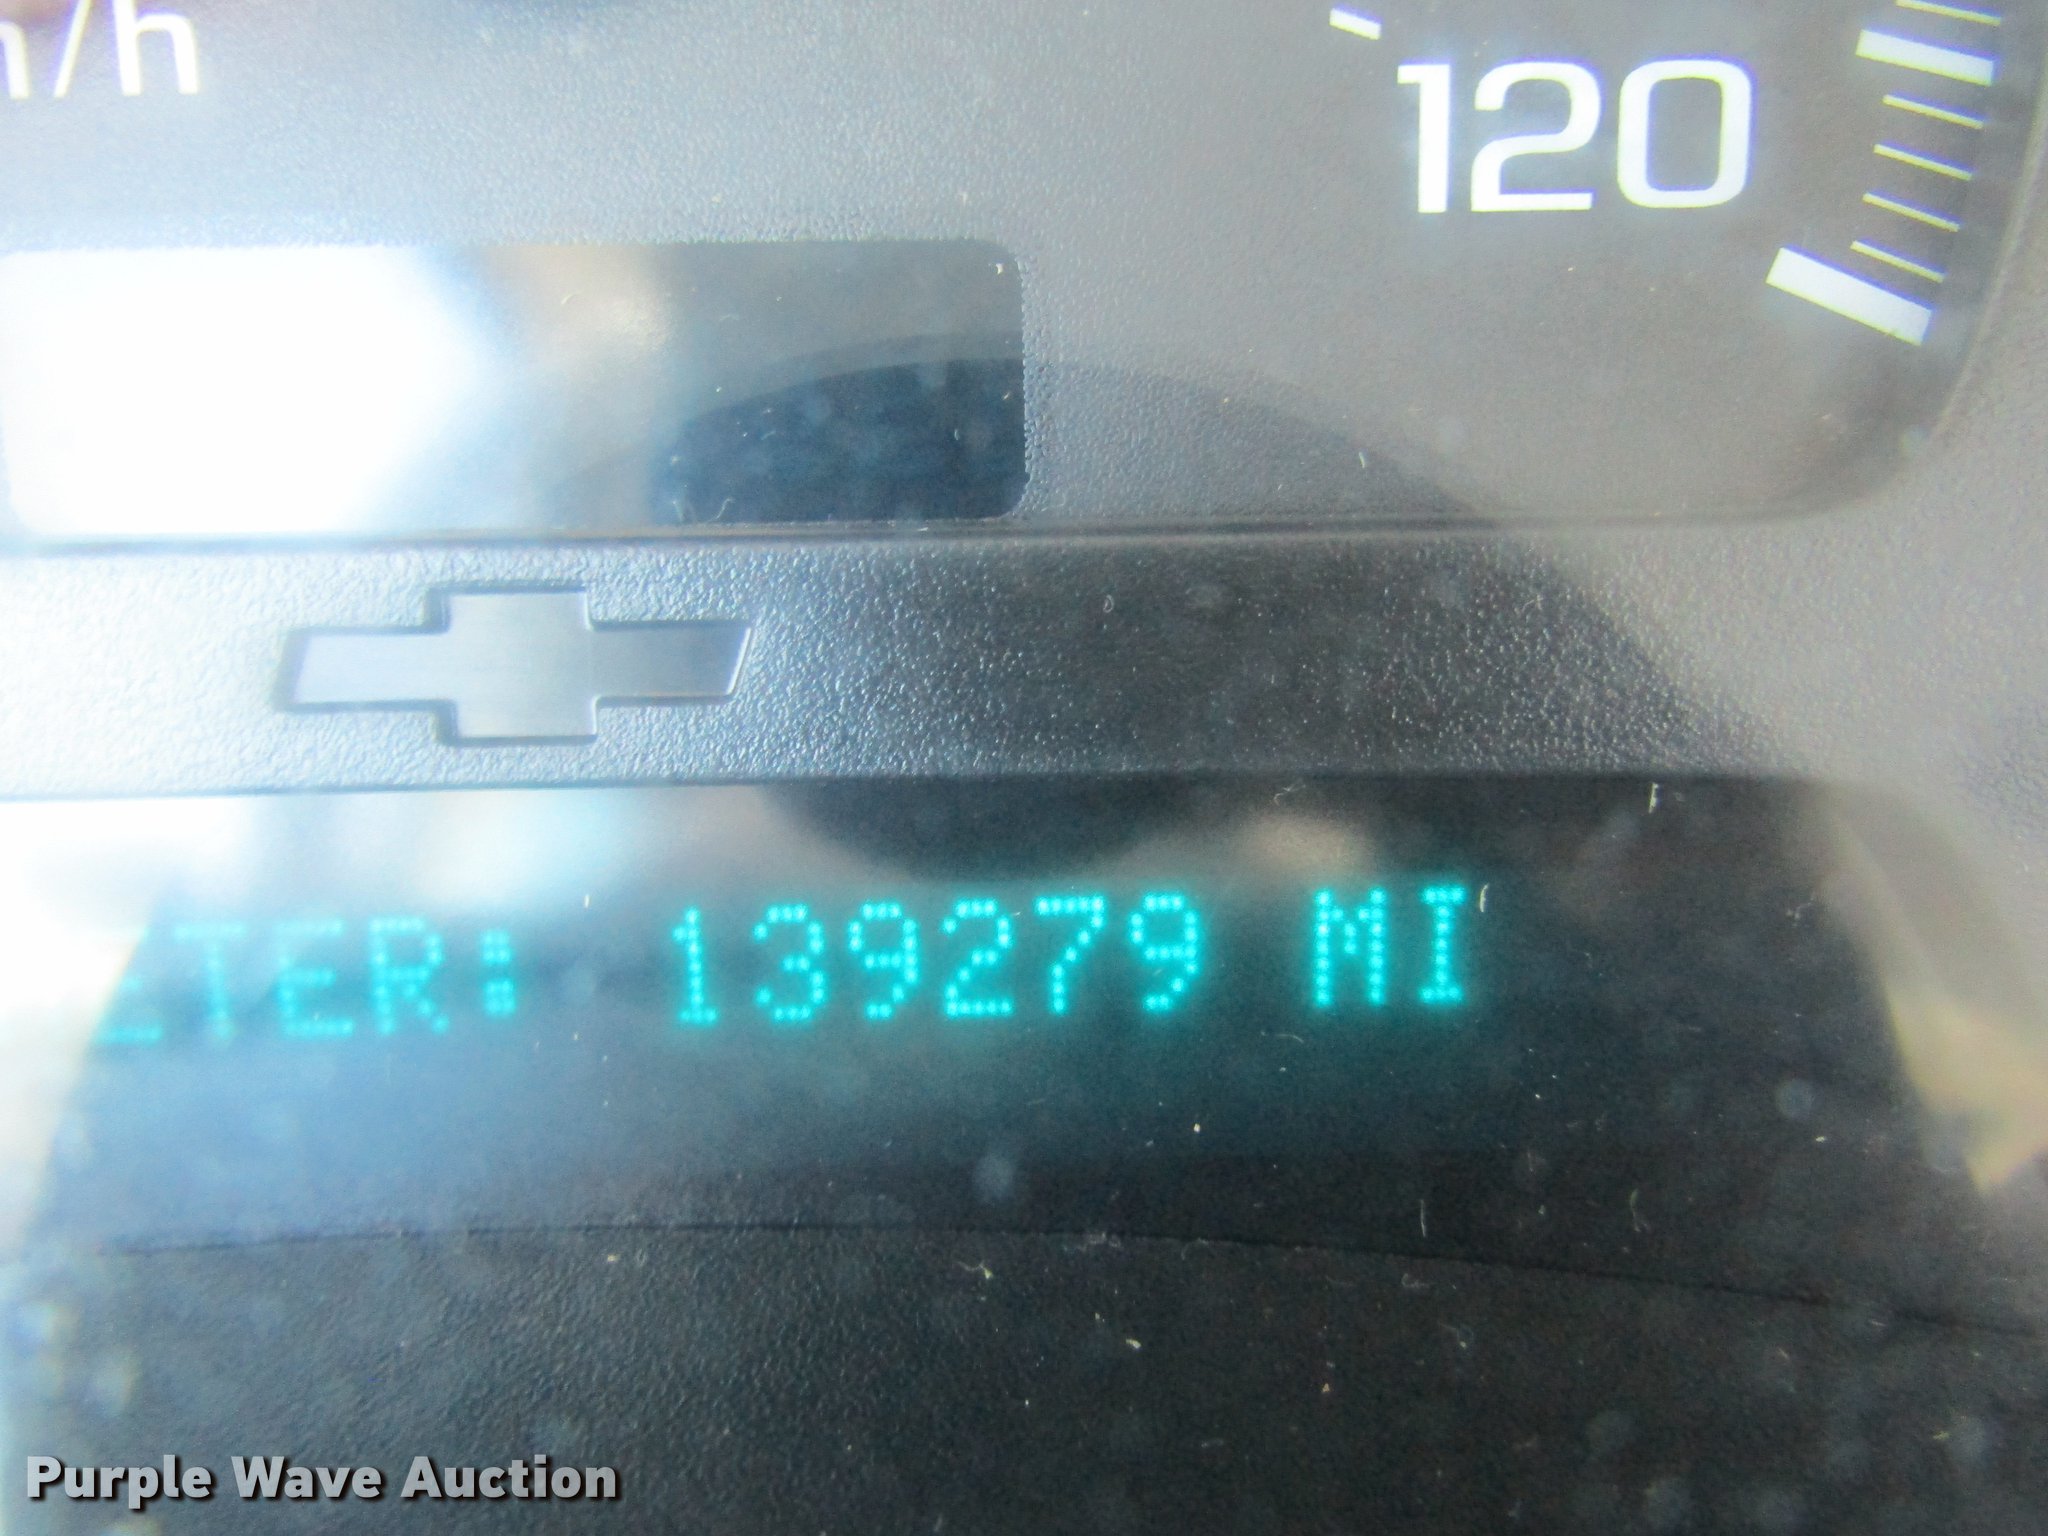 m/h
120
ETER: 139279 MI
Purple Wave Auction